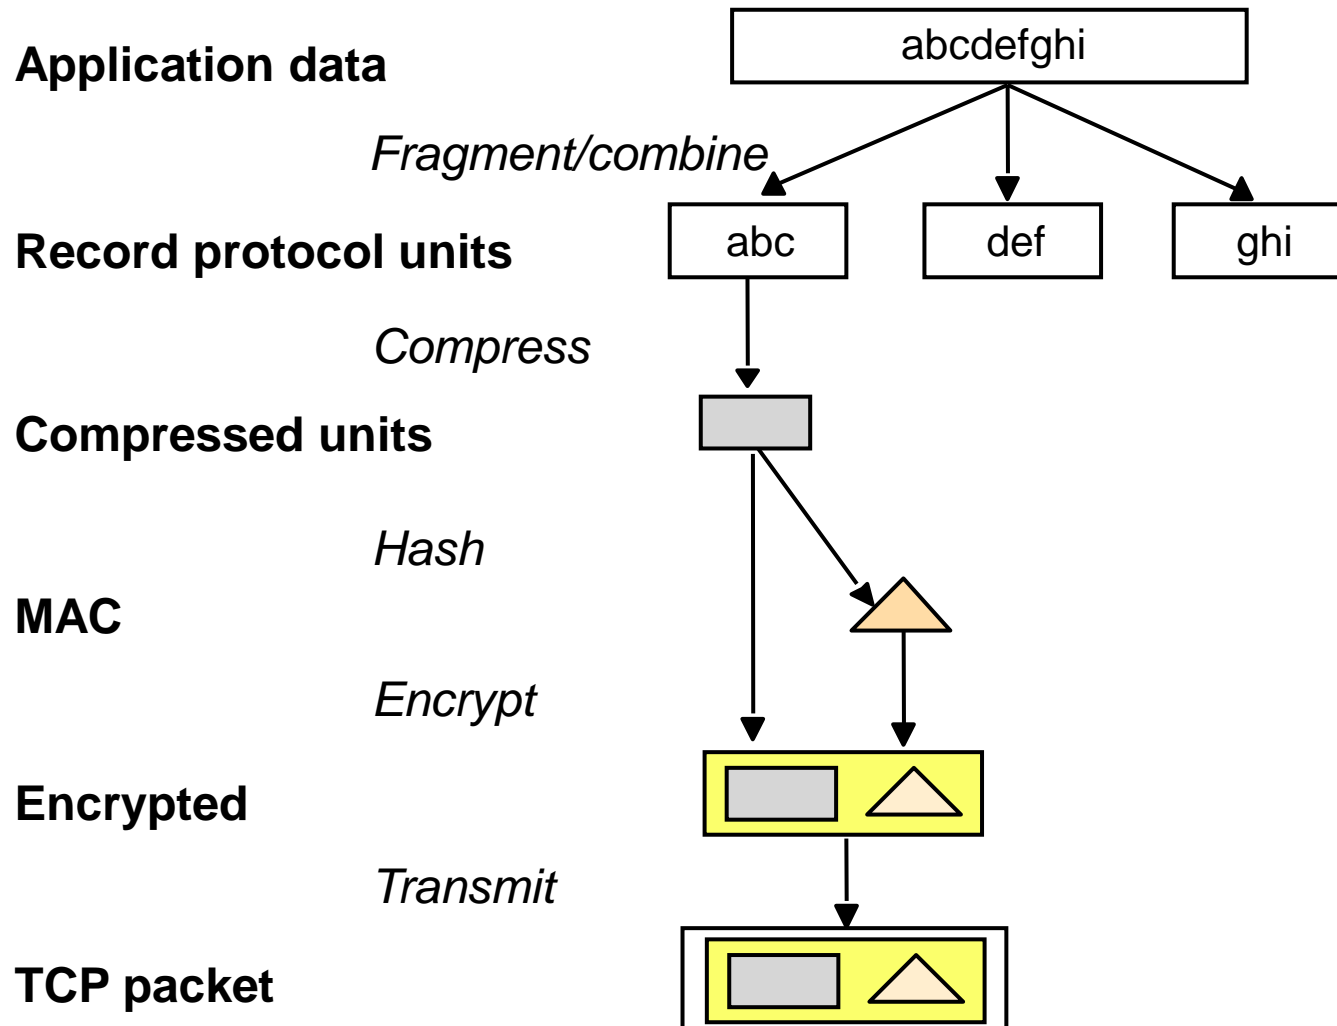 Application data
abcdefghi
Fragment/combine
Record protocol units
abc
def
ghi
Compress
Compressed units
Hash
MAC
Encrypt
Encrypted
Transmit
TCP packet